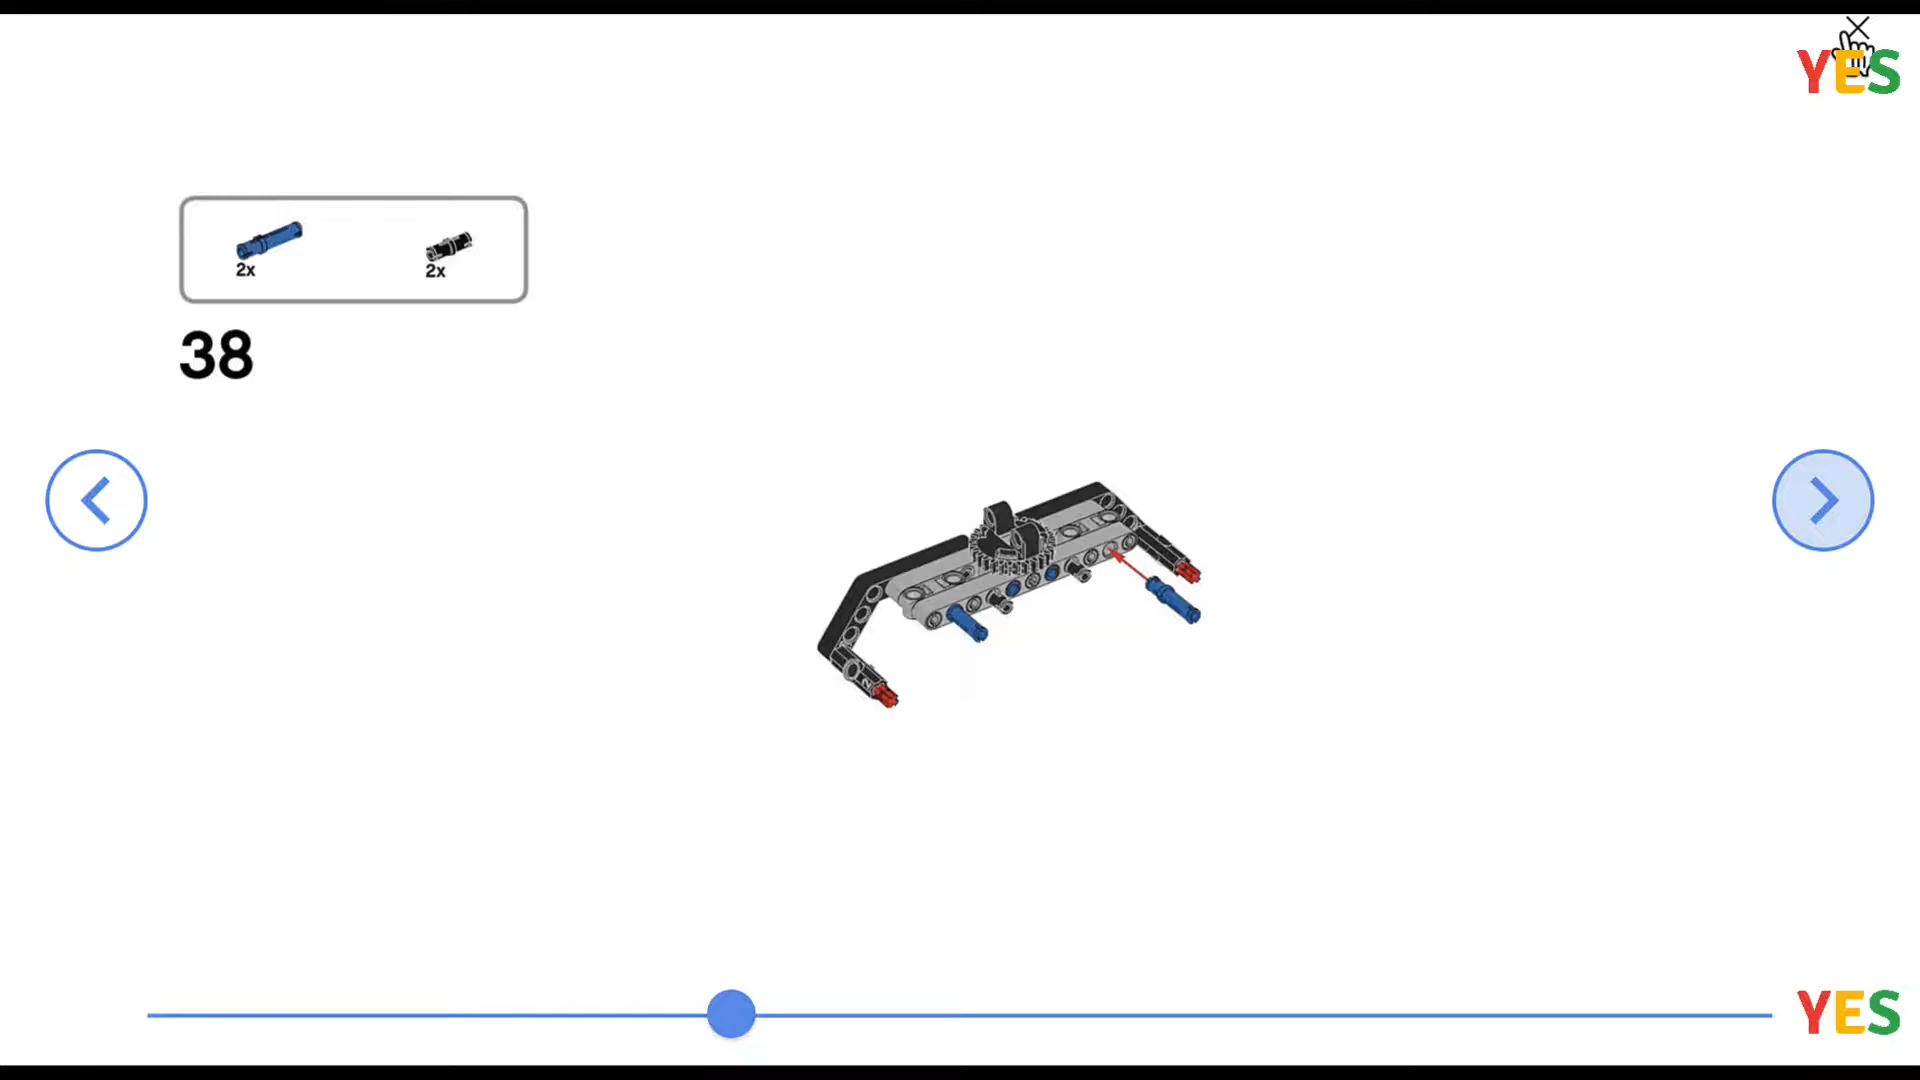 YES
2x 2x
38
YES